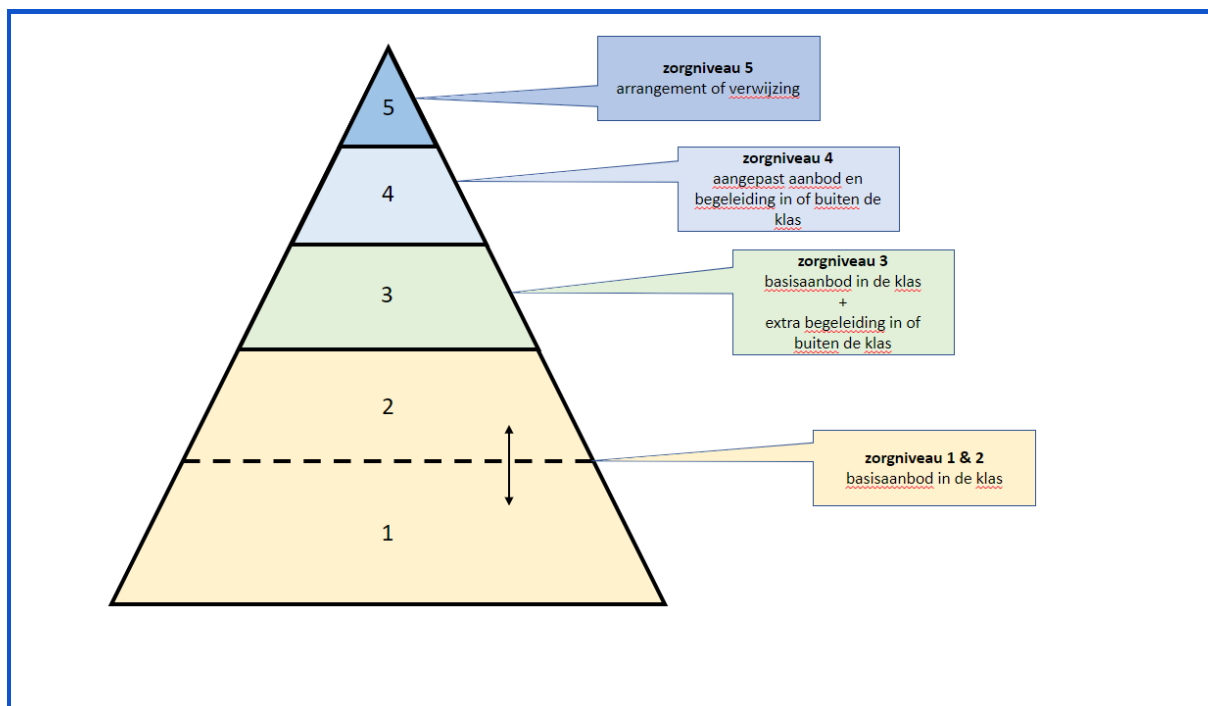 zorgniveau 5
arrangement of verwijzing
5
zorgniveau 4
aangepast aanbod en
begeleiding in of buiten de
klas
4
zorgniveau 3
basisaanbod in de klas
+
extra begeleiding in of
buiten de klas
3
2
zorgniveau 1 & 2
basisaanbod in de klas
1